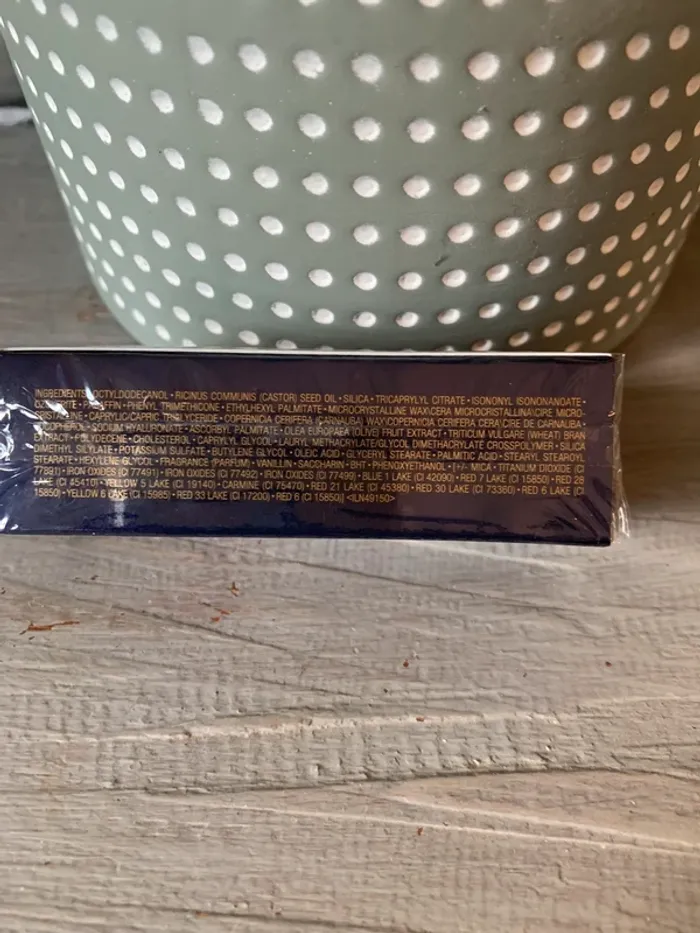 INGREDIENTS: OCTYLDODECANOL • RICINUS COMMUNIS (CASTOR) SEED OIL • SILICA • TRICAPRYLYL CITRATE • ISONONYL ISONONANOATE •
OZOKERITE • PARAFFIN • PHENYL TRIMETHICONE • ETHYLHEXYL PALMITATE • MICROCRYSTALLINE WAX\CERA MICROCRISTALLINA\CIRE MICRO-
CRISTALLINE • CAPRYLIC/CAPRIC TRIGLYCERIDE • COPERNICIA CERIFERA (CARNAUBA) WAX\COPERNICIA CERIFERA CERA\CIRE DE CARNAUBA •
TOCOPHEROL • SODIUM HYALURONATE • ASCORBYL PALMITATE • OLEA EUROPAEA (OLIVE) FRUIT EXTRACT • TRITICUM VULGARE (WHEAT) BRAN
EXTRACT • POLYDECENE • CHOLESTEROL • CAPRYLYL GLYCOL • LAURYL METHACRYLATE/GLYCOL DIMETHACRYLATE CROSSPOLYMER • SILICA
DIMETHYL SILYLATE • POTASSIUM SULFATE • BUTYLENE GLYCOL • OLEIC ACID • GLYCERYL STEARATE • PALMITIC ACID • STEARYL STEAROYL
STEARATE • HEXYLENE GLYCOL • FRAGRANCE (PARFUM) • VANILLIN • SACCHARIN • BHT • PHENOXYETHANOL • [+/- MICA • TITANIUM DIOXIDE (CI
77891) • IRON OXIDES (CI 77491) • IRON OXIDES (CI 77492) • IRON OXIDES (CI 77499) • BLUE 1 LAKE (CI 42090) • RED 7 LAKE (CI 15850) • RED 28
LAKE (CI 45410) • YELLOW 5 LAKE (CI 19140) • CARMINE (CI 75470) • RED 21 LAKE (CI 45380) • RED 30 LAKE (CI 73360) • RED 6 LAKE (CI
15850) • YELLOW 6 LAKE (CI 15985) • RED 33 LAKE (CI 17200) • RED 6 (CI 15850)] <ILN49150>